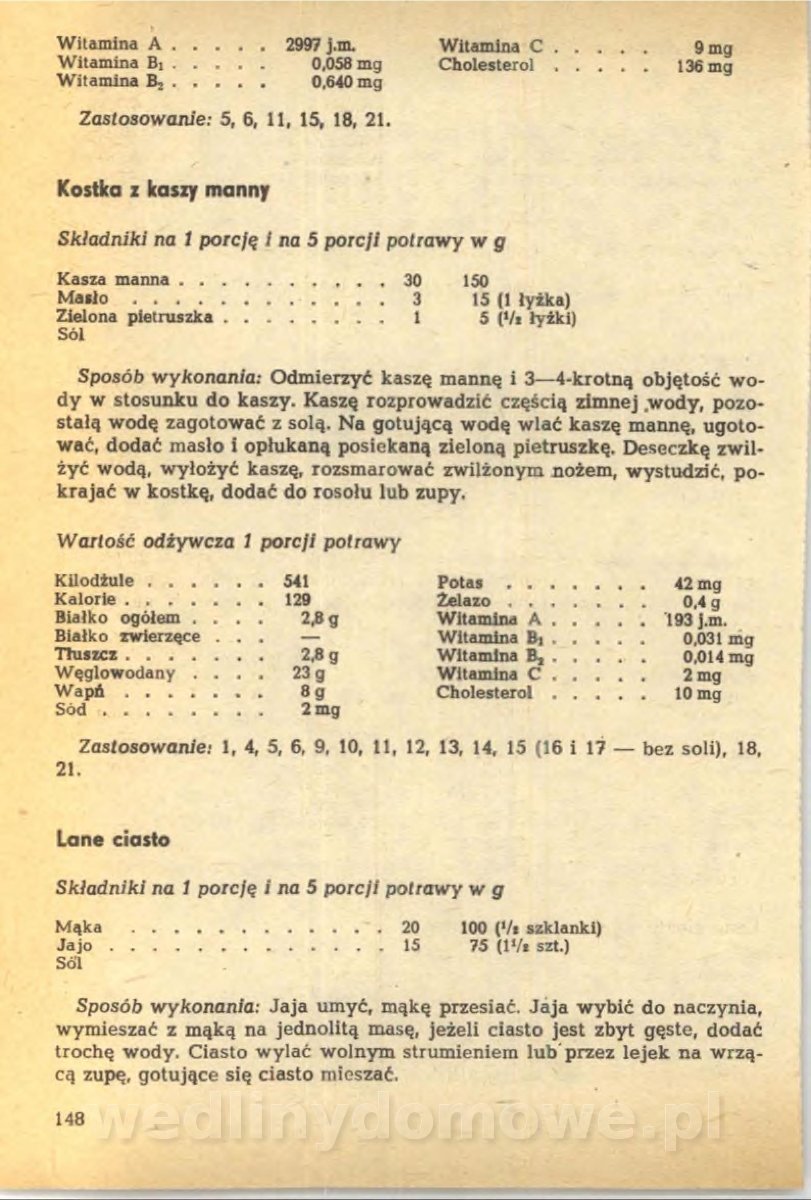 Witamina A . . . . . 2997 j.m.
Witamina B₁ . . . . . 0,058 mg
Witamina B₂ . . . . . 0,640 mg
Witamina C . . . . . 9 mg
Cholesterol . . . . . 136 mg
Zastosowanie: 5, 6, 11, 15, 18, 21.
Kostka z kaszy manny
Składniki na 1 porcję i na 5 porcji potrawy w g
Kasza manna . . . . . . . . . . 30 150
Masło . . . . . . . . . . . . 3 15 (1 łyżka)
Zielona pietruszka . . . . . . . . 1 5 (¹/₂ łyżki)
Sól
Sposób wykonania: Odmierzyć kaszę mannę i 3—4-krotną objętość wo-
dy w stosunku do kaszy. Kaszę rozprowadzić częścią zimnej wody, pozo-
stałą wodę zagotować z solą. Na gotującą wodę wlać kaszę mannę, ugoto-
wać, dodać masło i opłukaną posiekaną zieloną pietruszkę. Deseczkę zwil-
żyć wodą, wyłożyć kaszę, rozsmarować zwilżonym nożem, wystudzić, po-
krajać w kostkę, dodać do rosołu lub zupy.
Wartość odżywcza 1 porcji potrawy
Kilodżule . . . . . . 541
Kalorie . . . . . . . 129
Białko ogółem . . . . 2,8 g
Białko zwierzęce . . . —
Tłuszcz . . . . . . . 2,8 g
Węglowodany . . . . 23 g
Wapń . . . . . . . 8 g
Sód . . . . . . . . 2 mg
Potas . . . . . . . 42 mg
Żelazo . . . . . . . 0,4 g
Witamina A . . . . . 193 j.m.
Witamina B₁ . . . . . 0,031 mg
Witamina B₂ . . . . . 0,014 mg
Witamina C . . . . . 2 mg
Cholesterol . . . . . 10 mg
Zastosowanie: 1, 4, 5, 6, 9, 10, 11, 12, 13, 14, 15 (16 i 17 — bez soli), 18,
21.
Lane ciasto
Składniki na 1 porcję i na 5 porcji potrawy w g
Mąka . . . . . . . . . . . . 20 100 (¹/₂ szklanki)
Jajo . . . . . . . . . . . . . 15 75 (1¹/₂ szt.)
Sól
Sposób wykonania: Jaja umyć, mąkę przesiać. Jaja wybić do naczynia,
wymieszać z mąką na jednolitą masę, jeżeli ciasto jest zbyt gęste, dodać
trochę wody. Ciasto wylać wolnym strumieniem lub przez lejek na wrzą-
cą zupę, gotujące się ciasto mieszać.
148
wedlinydomowe.pl